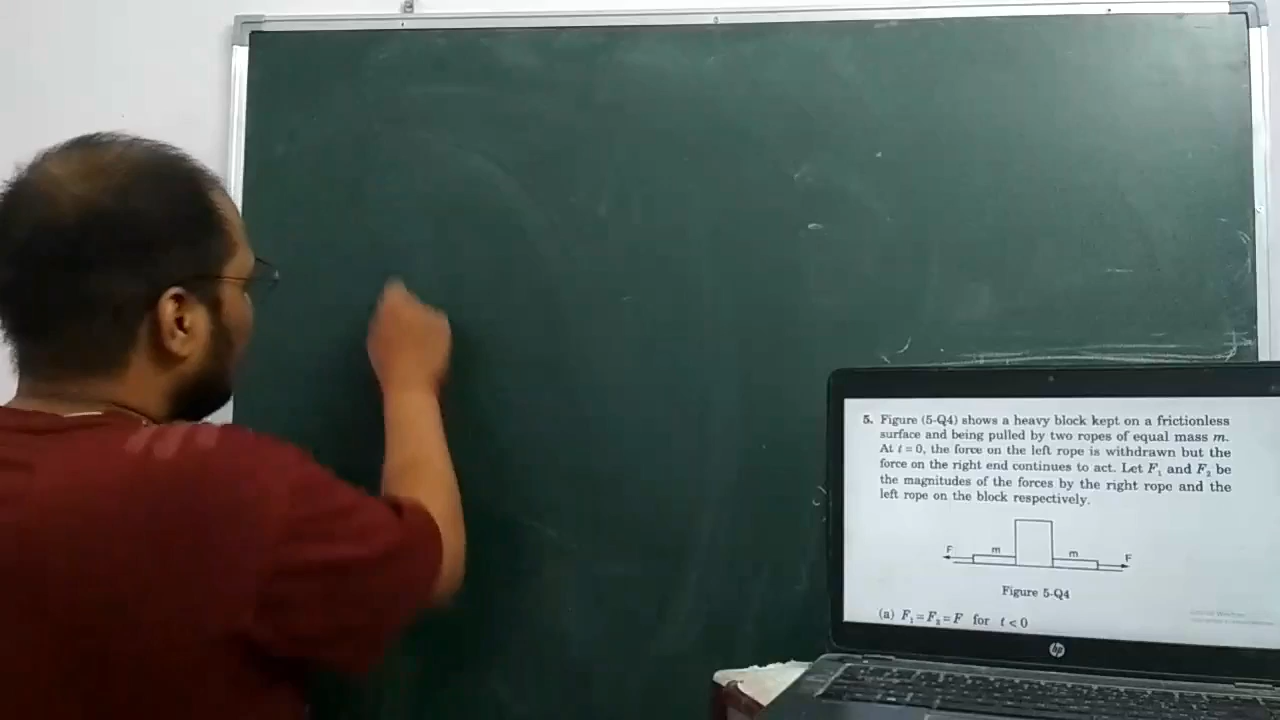 5. Figure (5-Q4) shows a heavy block kept on a frictionless
surface and being pulled by two ropes of equal mass m.
At t = 0, the force on the left rope is withdrawn but the
force on the right end continues to act. Let F₁ and F₂ be
the magnitudes of the forces by the right rope and the
left rope on the block respectively.
F m m F
Figure 5-Q4
(a) F₁ = F₂ = F for t < 0
hp